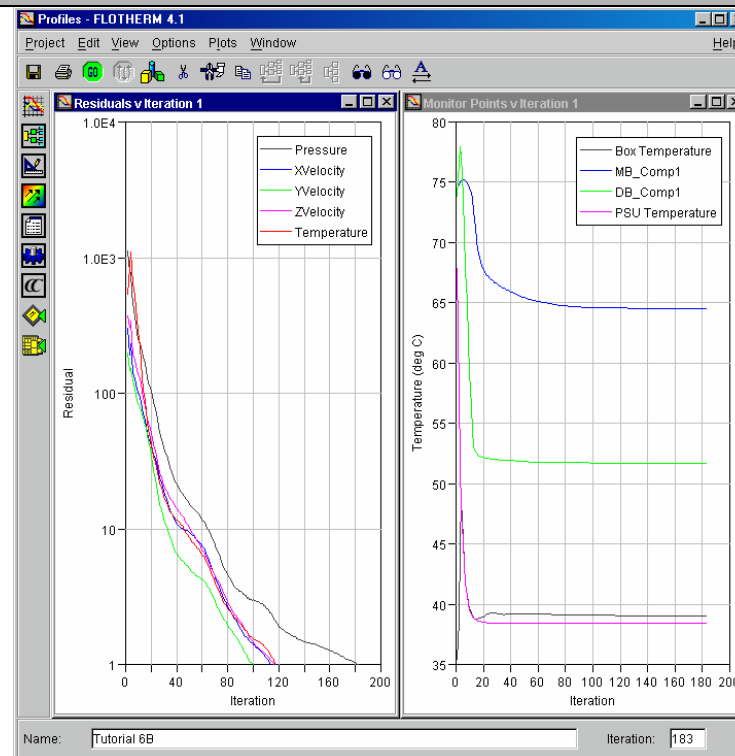 Profiles - FLOTHERM 4.1
Project Edit View Options Plots Window Help
GO
A
Residuals v Iteration 1
1.0E4
1.0E3
100
10
1
Residual
0 40 80 120 160 200
Iteration
Pressure
XVelocity
YVelocity
ZVelocity
Temperature
Monitor Points v Iteration 1
80
75
70
65
60
55
50
45
40
35
Temperature (deg C)
0 20 40 60 80 100 120 140 160 180 200
Iteration
Box Temperature
MB_Comp1
DB_Comp1
PSU Temperature
Name: Tutorial 6B Iteration: 183